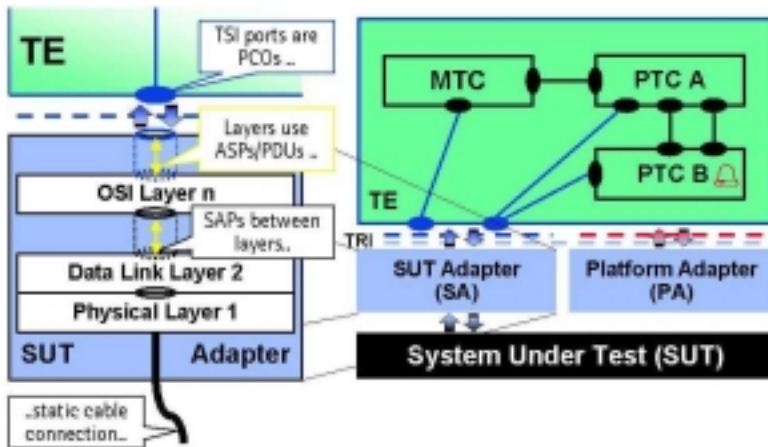 TE
TSI ports are
PCOs ..
Layers use
ASPs/PDUs ..
OSI Layer n
SAPs between
layers..
Data Link Layer 2
Physical Layer 1
SUT Adapter
..static cable
connection..
MTC
PTC A
PTC B
TE
TRI
SUT Adapter
(SA)
Platform Adapter
(PA)
System Under Test (SUT)